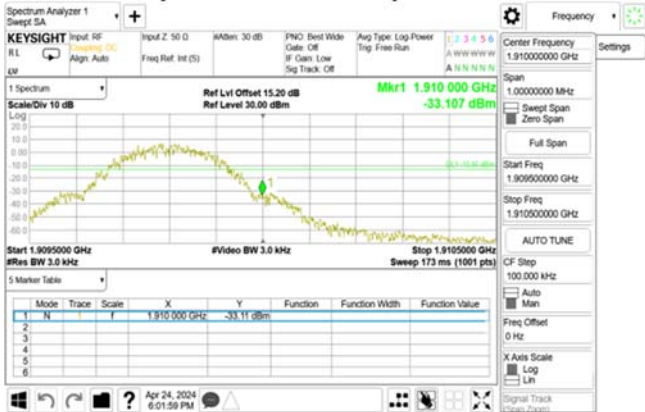 Spectrum Analyzer 1
Swept SA
+
Frequency
KEYSIGHT
Input: RF
Coupling: DC
Align: Auto
Input Z: 50 Ω
Freq Ref: Int (S)
#Atten: 30 dB
PNO: Best Wide
Gate: Off
IF Gain: Low
Sig Track: Off
Avg Type: Log-Power
Trig: Free Run
1 2 3 4 5 6
A W W W W W
A N N N N N
R L
1 Spectrum
Scale/Div 10 dB
Log
Ref Lvl Offset 15.20 dB
Ref Level 30.00 dBm
Mkr1 1.910 000 GHz
-33.107 dBm
20.0
10.0
0.00
-10.0
-20.0
-30.0
-40.0
-50.0
-60.0
1
Start 1.9095000 GHz
#Res BW 3.0 kHz
#Video BW 3.0 kHz
Stop 1.9105000 GHz
Sweep 173 ms (1001 pts)
5 Marker Table
Mode Trace Scale X Y Function Function Width Function Value
1 N 1 f 1.910 000 GHz -33.11 dBm
2
3
4
5
6
?
Apr 24, 2024
6:01:59 PM
Center Frequency
1.910000000 GHz
Settings
Span
1.00000000 MHz
Swept Span
Zero Span
Full Span
Start Freq
1.909500000 GHz
Stop Freq
1.910500000 GHz
AUTO TUNE
CF Step
100.000 kHz
Auto
Man
Freq Offset
0 Hz
X Axis Scale
Log
Lin
Signal Track
(Span Zoom)